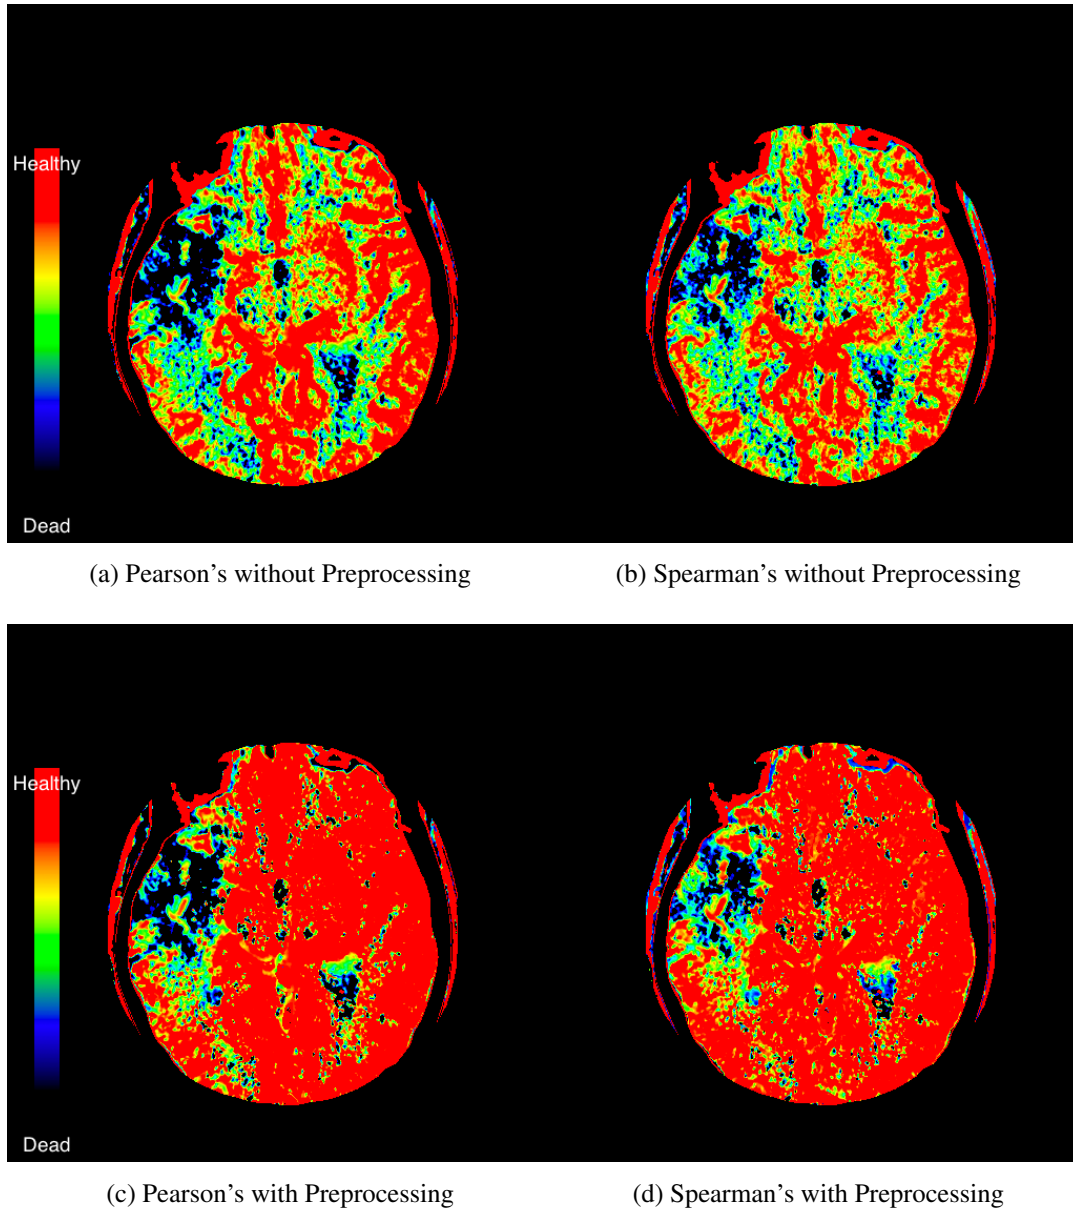 Healthy
Dead
(a) Pearson’s without Preprocessing
(b) Spearman’s without Preprocessing
Healthy
Dead
(c) Pearson’s with Preprocessing
(d) Spearman’s with Preprocessing